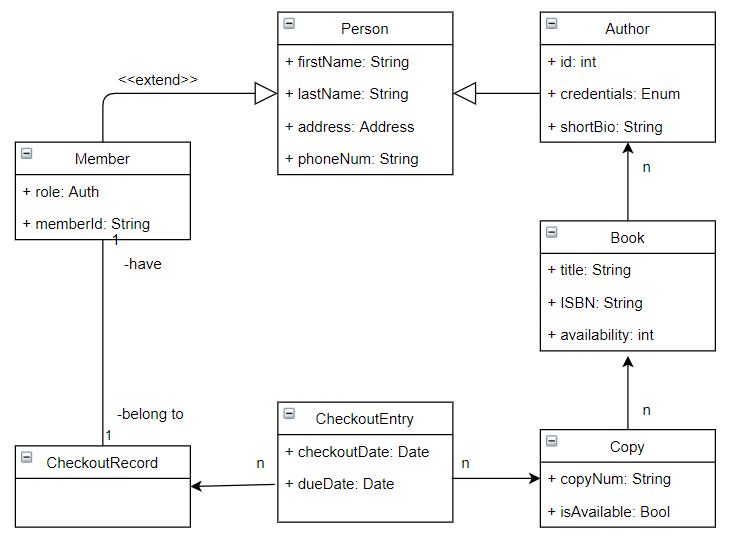 Person
+ firstName: String
+ lastName: String
+ address: Address
+ phoneNum: String
Author
+ id: int
+ credentials: Enum
+ shortBio: String
<<extend>>
Member
+ role: Auth
+ memberId: String
1
-have
n
Book
+ title: String
+ ISBN: String
+ availability: int
-belong to
1
CheckoutRecord
n
CheckoutEntry
+ checkoutDate: Date
+ dueDate: Date
n
n
Copy
+ copyNum: String
+ isAvailable: Bool